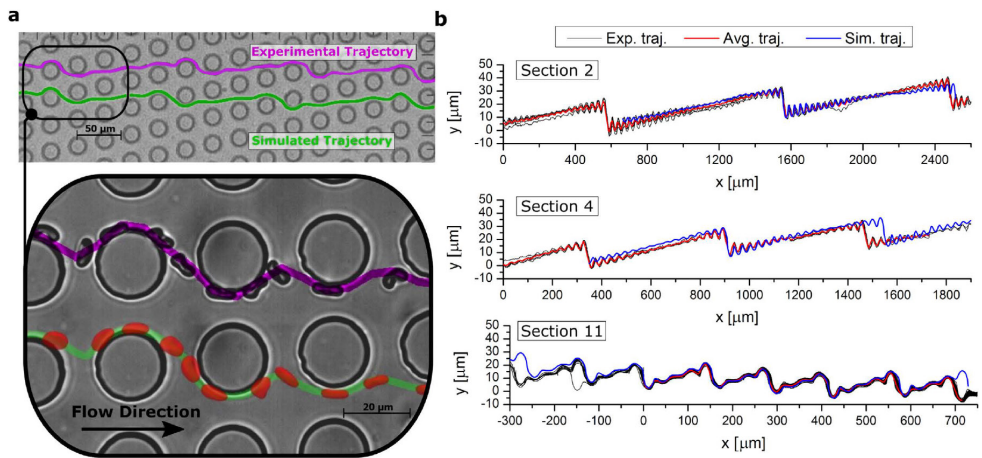 a
Experimental Trajectory
50 μm
Simulated Trajectory
Flow Direction
20 μm
b
Exp. traj. Avg. traj. Sim. traj.
Section 2
y [μm]
50
40
30
20
10
0
-10
0 400 800 1200 1600 2000 2400
x [μm]
Section 4
y [μm]
50
40
30
20
10
0
-10
0 200 400 600 800 1000 1200 1400 1600 1800
x [μm]
Section 11
y [μm]
50
40
30
20
10
0
-10
-300 -200 -100 0 100 200 300 400 500 600 700
x [μm]